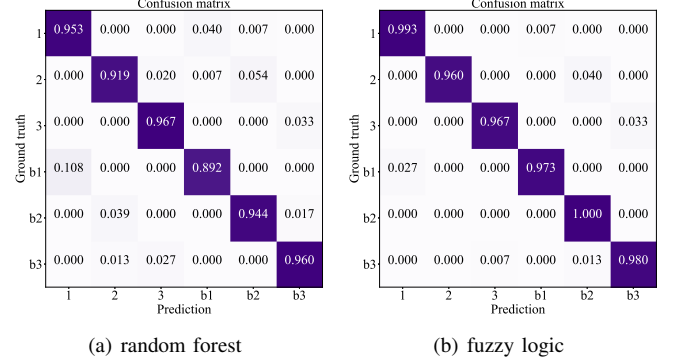 Confusion matrix
1 0.953 0.000 0.000 0.040 0.007 0.000
2 0.000 0.919 0.020 0.007 0.054 0.000
3 0.000 0.000 0.967 0.000 0.000 0.033
b1 0.108 0.000 0.000 0.892 0.000 0.000
b2 0.000 0.039 0.000 0.000 0.944 0.017
b3 0.000 0.013 0.027 0.000 0.000 0.960
Ground truth
1 2 3 b1 b2 b3
Prediction
(a) random forest
Confusion matrix
1 0.993 0.000 0.000 0.007 0.000 0.000
2 0.000 0.960 0.000 0.000 0.040 0.000
3 0.000 0.000 0.967 0.000 0.000 0.033
b1 0.027 0.000 0.000 0.973 0.000 0.000
b2 0.000 0.000 0.000 0.000 1.000 0.000
b3 0.000 0.000 0.007 0.000 0.013 0.980
Ground truth
1 2 3 b1 b2 b3
Prediction
(b) fuzzy logic